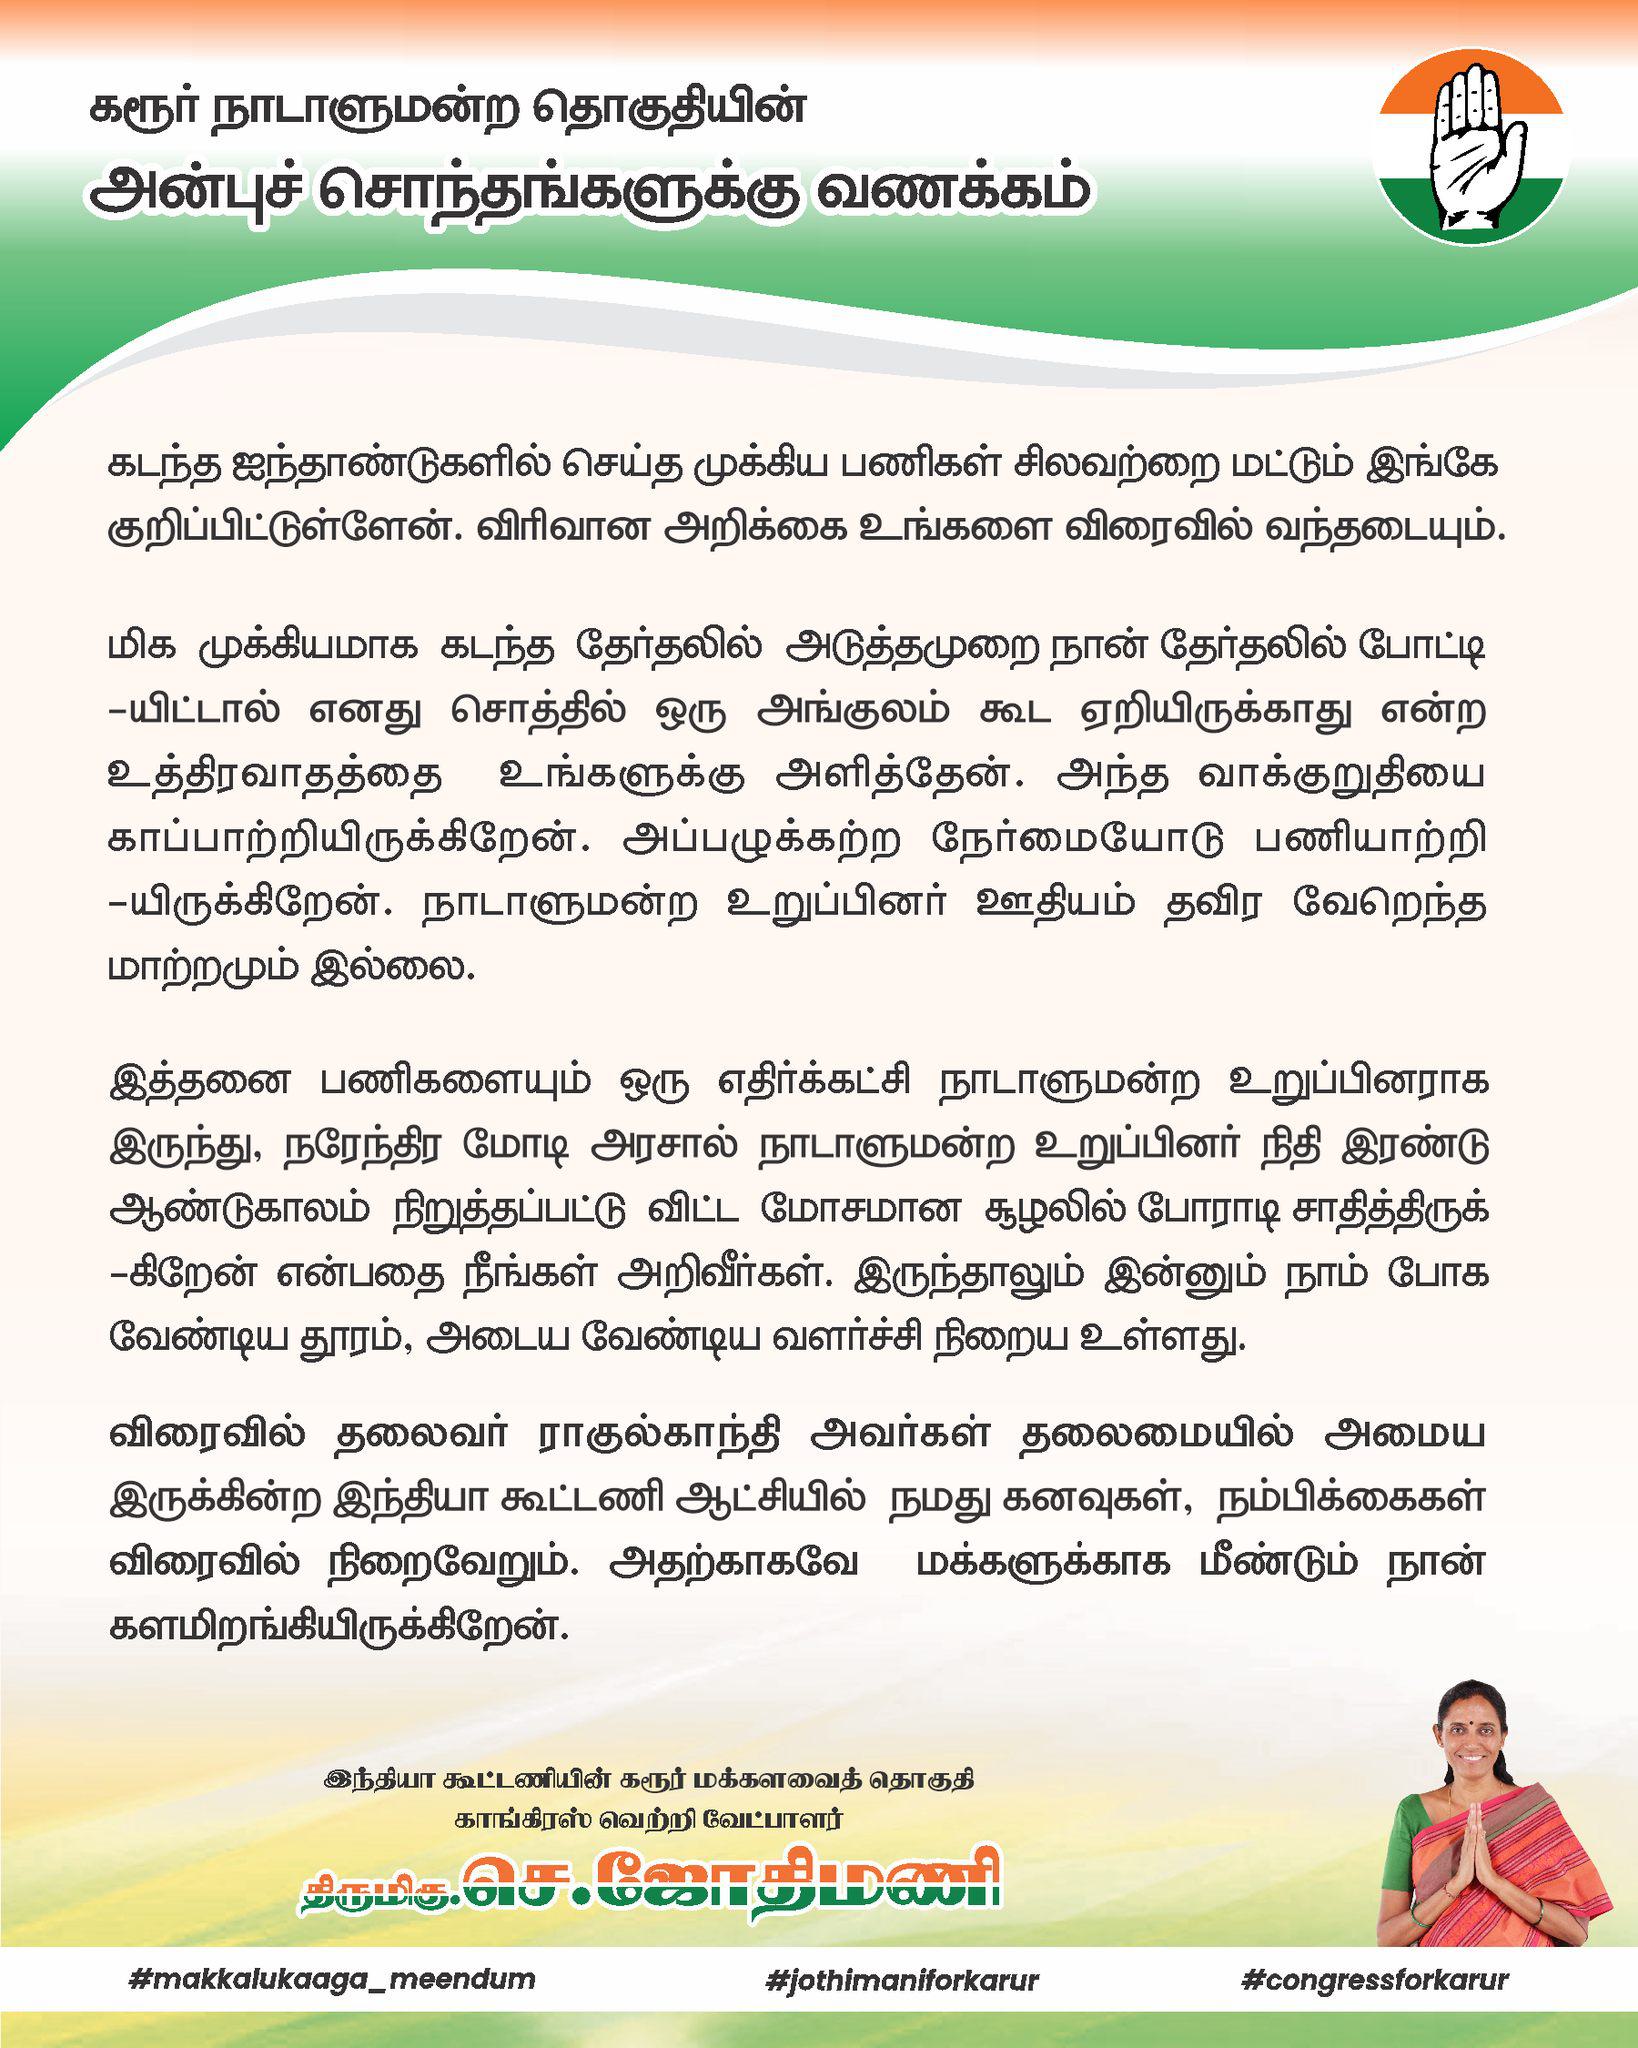 கரூர் நாடாளுமன்ற தொகுதியின்
அன்புச் சொந்தங்களுக்கு வணக்கம்
கடந்த ஐந்தாண்டுகளில் செய்த முக்கிய பணிகள் சிலவற்றை மட்டும் இங்கே
குறிப்பிட்டுள்ளேன். விரிவான அறிக்கை உங்களை விரைவில் வந்தடையும்.
மிக முக்கியமாக கடந்த தேர்தலில் அடுத்தமுறை நான் தேர்தலில் போட்டி
-யிட்டால் எனது சொத்தில் ஒரு அங்குலம் கூட ஏறியிருக்காது என்ற
உத்திரவாதத்தை உங்களுக்கு அளித்தேன். அந்த வாக்குறுதியை
காப்பாற்றியிருக்கிறேன். அப்பழுக்கற்ற நேர்மையோடு பணியாற்றி
-யிருக்கிறேன். நாடாளுமன்ற உறுப்பினர் ஊதியம் தவிர வேறெந்த
மாற்றமும் இல்லை.
இத்தனை பணிகளையும் ஒரு எதிர்க்கட்சி நாடாளுமன்ற உறுப்பினராக
இருந்து, நரேந்திர மோடி அரசால் நாடாளுமன்ற உறுப்பினர் நிதி இரண்டு
ஆண்டுகாலம் நிறுத்தப்பட்டு விட்ட மோசமான சூழலில் போராடி சாதித்திருக்
-கிறேன் என்பதை நீங்கள் அறிவீர்கள். இருந்தாலும் இன்னும் நாம் போக
வேண்டிய தூரம், அடைய வேண்டிய வளர்ச்சி நிறைய உள்ளது.
விரைவில் தலைவர் ராகுல்காந்தி அவர்கள் தலைமையில் அமைய
இருக்கின்ற இந்தியா கூட்டணி ஆட்சியில் நமது கனவுகள், நம்பிக்கைகள்
விரைவில் நிறைவேறும். அதற்காகவே மக்களுக்காக மீண்டும் நான்
களமிறங்கியிருக்கிறேன்.
இந்தியா கூட்டணியின் கரூர் மக்களவைத் தொகுதி
காங்கிரஸ் வெற்றி வேட்பாளர்
திருமிகு.செ.ஜோதிமணி
#makkalukaaga_meendum #jothimaniforkarur #congressforkarur